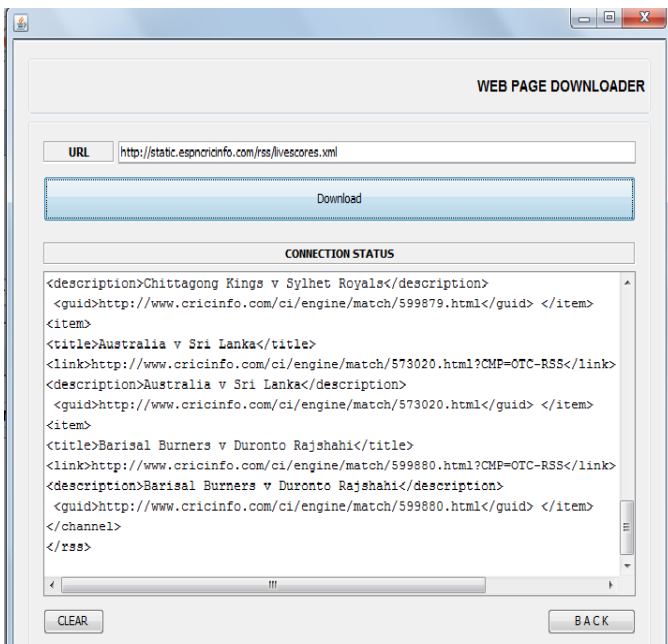 WEB PAGE DOWNLOADER
URL http://static.espncricinfo.com/rss/livescores.xml
Download
CONNECTION STATUS
<description>Chittagong Kings v Sylhet Royals</description>
<guid>http://www.cricinfo.com/ci/engine/match/599879.html</guid> </item>
<item>
<title>Australia v Sri Lanka</title>
<link>http://www.cricinfo.com/ci/engine/match/573020.html?CMP=OTC-RSS</link>
<description>Australia v Sri Lanka</description>
<guid>http://www.cricinfo.com/ci/engine/match/573020.html</guid> </item>
<item>
<title>Barisal Burners v Duronto Rajshahi</title>
<link>http://www.cricinfo.com/ci/engine/match/599880.html?CMP=OTC-RSS</link>
<description>Barisal Burners v Duronto Rajshahi</description>
<guid>http://www.cricinfo.com/ci/engine/match/599880.html</guid> </item>
</channel>
</rss>
CLEAR BACK